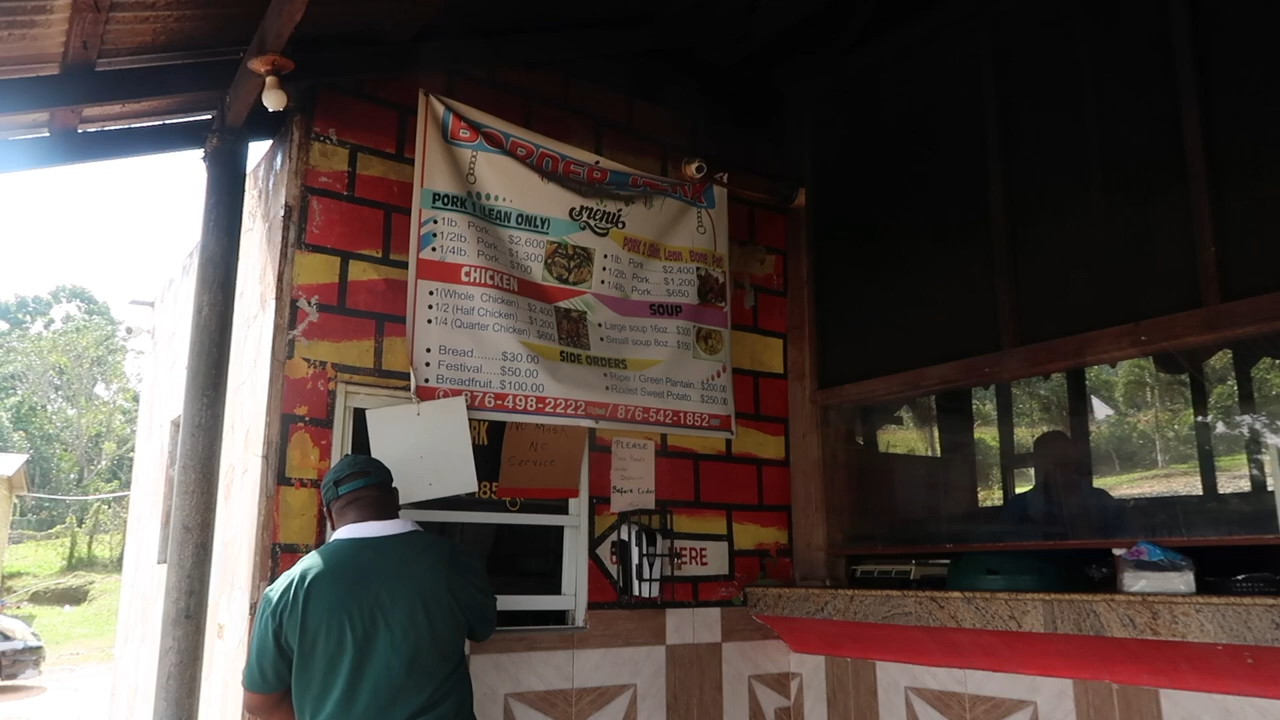 BORDER JERK
menu
PORK 1 (LEAN ONLY)
1lb. Pork...$2,600
1/2lb. Pork...$1,300
1/4lb. Pork...$700
PORK 2 (Skin, Lean, Bone, Fat)
1lb. Pork......$2,400
1/2lb. Pork.....$1,200
1/4lb. Pork.....$650
CHICKEN
1(Whole Chicken)...$2,400
1/2 (Half Chicken)...$1,200
1/4 (Quarter Chicken)...$600
SOUP
Large soup 16oz...$300
Small soup 8oz...$150
SIDE ORDERS
Bread........$30.00
Festival......$50.00
Breadfruit..$100.00
Ripe / Green Plantain...$200.00
Roast Sweet Potato...$250.00
876-498-2222 / 876-542-1852
No Mask
No
Service
PLEASE
Before Order
HERE